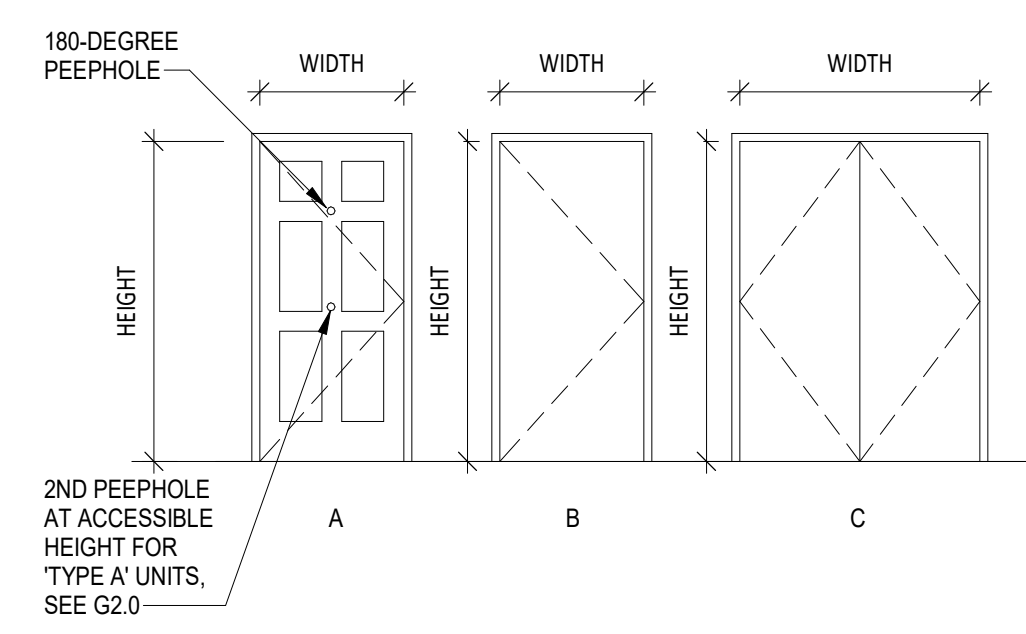 180-DEGREE
PEEPHOLE
WIDTH
WIDTH
WIDTH
HEIGHT
HEIGHT
HEIGHT
2ND PEEPHOLE
AT ACCESSIBLE
HEIGHT FOR
'TYPE A' UNITS,
SEE G2.0
A
B
C